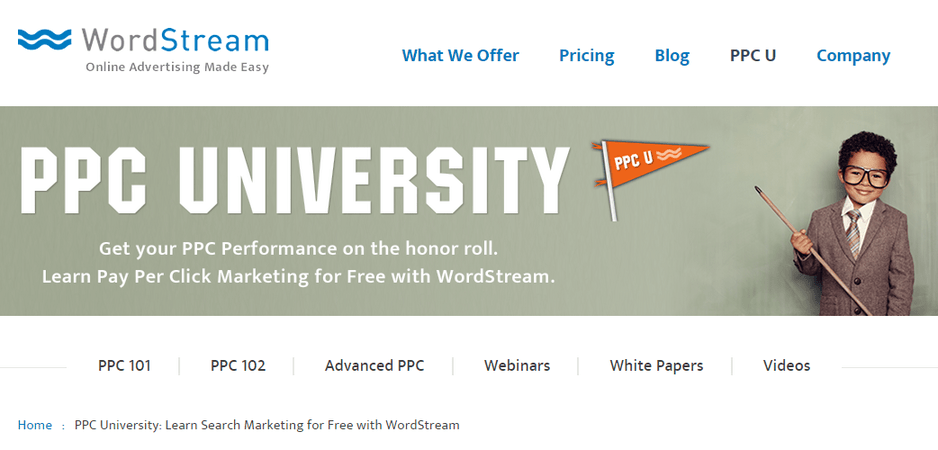 WordStream
Online Advertising Made Easy
What We Offer Pricing Blog PPC U Company
PPC UNIVERSITY
PPC U
Get your PPC Performance on the honor roll.
Learn Pay Per Click Marketing for Free with WordStream.
PPC 101 | PPC 102 | Advanced PPC | Webinars | White Papers | Videos
Home : PPC University: Learn Search Marketing for Free with WordStream